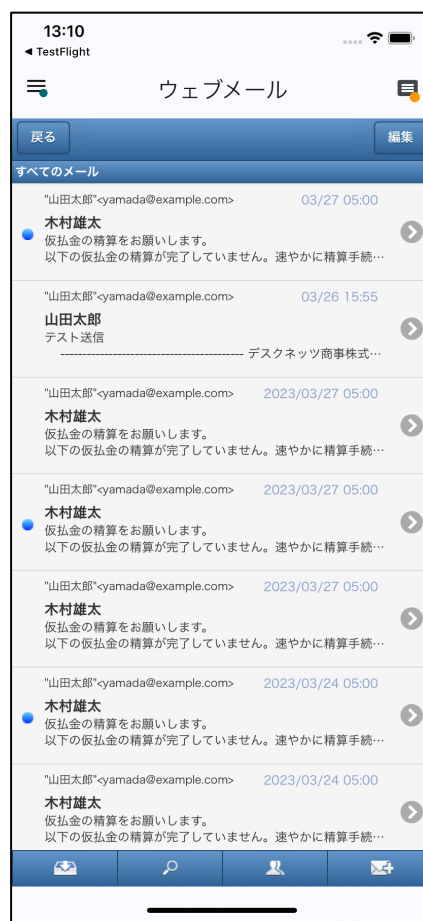 13:10
◀ TestFlight
ウェブメール
戻る
編集
すべてのメール
"山田太郎"<yamada@example.com> 03/27 05:00
木村雄太
仮払金の精算をお願いします。
以下の仮払金の精算が完了していません。速やかに精算手続…
"山田太郎"<yamada@example.com> 03/26 15:55
山田太郎
テスト送信
------------------------------------------ デスクネッツ商事株式…
"山田太郎"<yamada@example.com> 2023/03/27 05:00
木村雄太
仮払金の精算をお願いします。
以下の仮払金の精算が完了していません。速やかに精算手続…
"山田太郎"<yamada@example.com> 2023/03/27 05:00
木村雄太
仮払金の精算をお願いします。
以下の仮払金の精算が完了していません。速やかに精算手続…
"山田太郎"<yamada@example.com> 2023/03/27 05:00
木村雄太
仮払金の精算をお願いします。
以下の仮払金の精算が完了していません。速やかに精算手続…
"山田太郎"<yamada@example.com> 2023/03/24 05:00
木村雄太
仮払金の精算をお願いします。
以下の仮払金の精算が完了していません。速やかに精算手続…
"山田太郎"<yamada@example.com> 2023/03/24 05:00
木村雄太
仮払金の精算をお願いします。
以下の仮払金の精算が完了していません。速やかに精算手続…